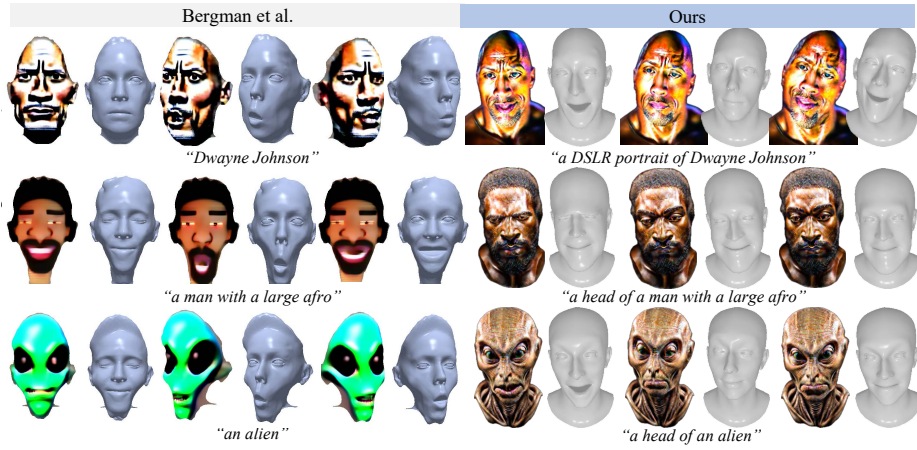 Bergman et al.
Ours
“Dwayne Johnson”
“a DSLR portrait of Dwayne Johnson”
“a man with a large afro”
“a head of a man with a large afro”
“an alien”
“a head of an alien”